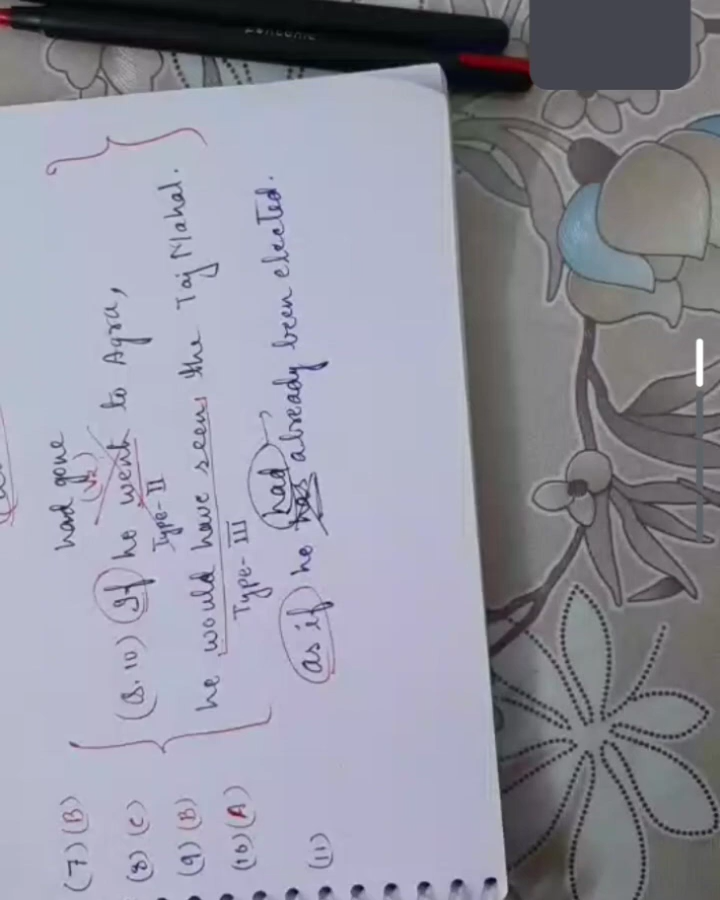 had gone
(V2)
(Q.10) If he went to Agra,
Type-II
he would have seen the Taj Mahal.
Type-III had
as if he has already been elected.
(7) (B)
(8) (C)
(9) (B)
(10) (A)
(11)